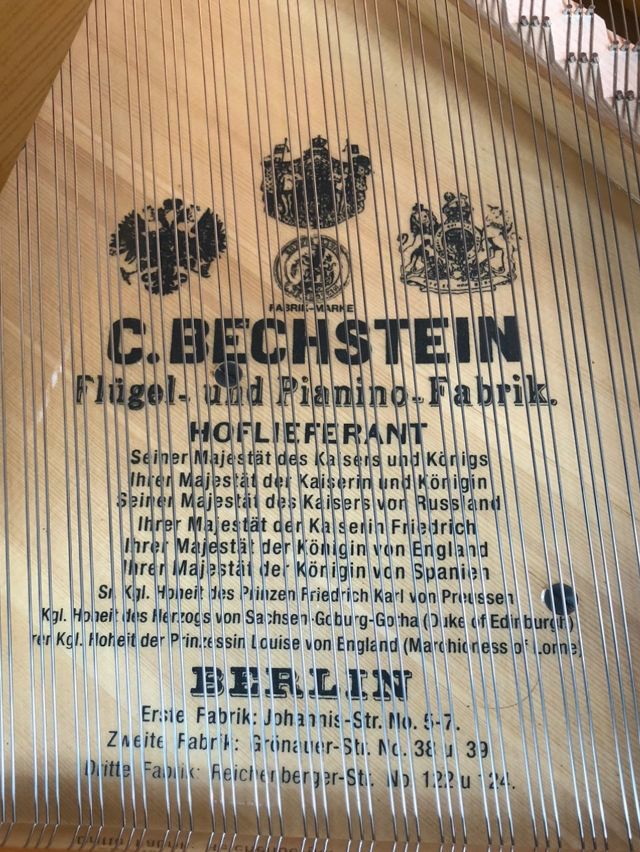 FABRIK-MARKE
C. BECHSTEIN
Flügel- und Pianino-Fabrik.
HOFLIEFERANT
Seiner Majestät des Kaisers und Königs
Ihrer Majestät der Kaiserin und Königin
Seiner Majestät des Kaisers von Russland
Ihrer Majestät der Kaiserin Friedrich
Ihrer Majestät der Königin von England
Ihrer Majestät der Königin von Spanien
Sr. Kgl. Hoheit des Prinzen Friedrich Karl von Preussen
Kgl. Hoheit des Herzogs von Sachsen-Coburg-Gotha (Duke of Edinburgh)
rer Kgl. Hoheit der Prinzessin Louise von England (Marchioness of Lorne
BERLIN
Erste Fabrik: Johannis-Str. No. 5-7.
Zweite Fabrik: Grünauer-Str. No. 38 u 39
Dritte Fabrik: Reichenberger-Str. No 122 u 124.